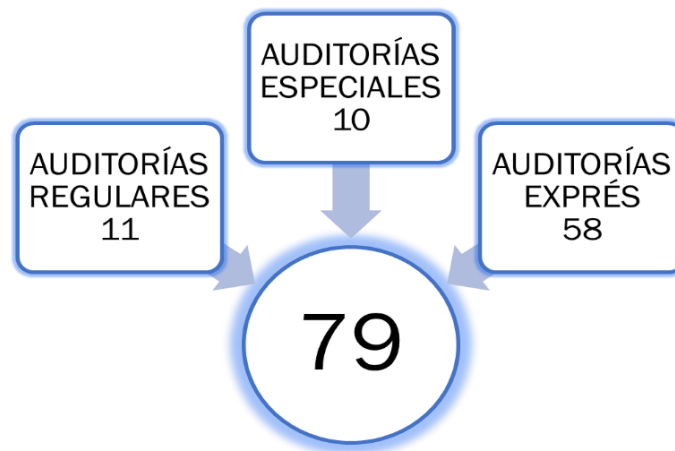 AUDITORÍAS
ESPECIALES
10
AUDITORÍAS
REGULARES
11
AUDITORÍAS
EXPRÉS
58
79